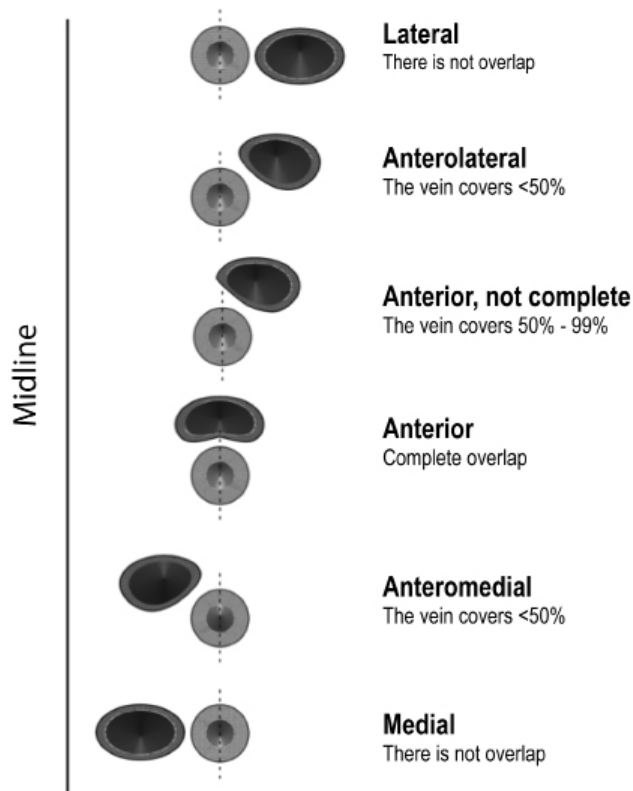 Lateral
There is not overlap
Anterolateral
The vein covers <50%
Anterior, not complete
The vein covers 50% - 99%
Midline
Anterior
Complete overlap
Anteromedial
The vein covers <50%
Medial
There is not overlap